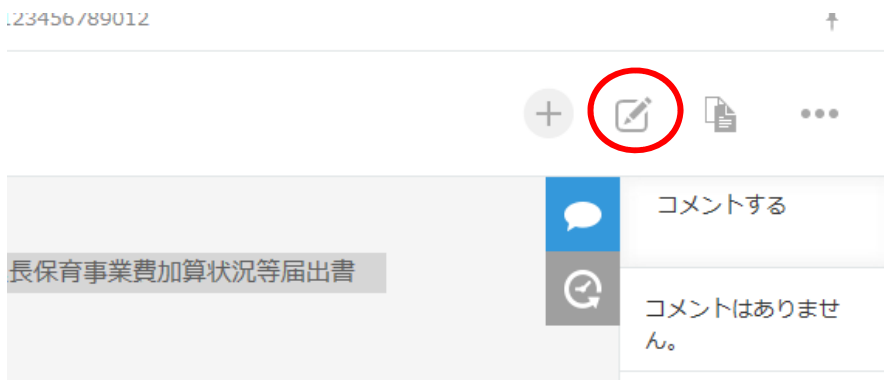 123456789012
コメントする
長保育事業費加算状況等届出書
コメントはありませ
ん。